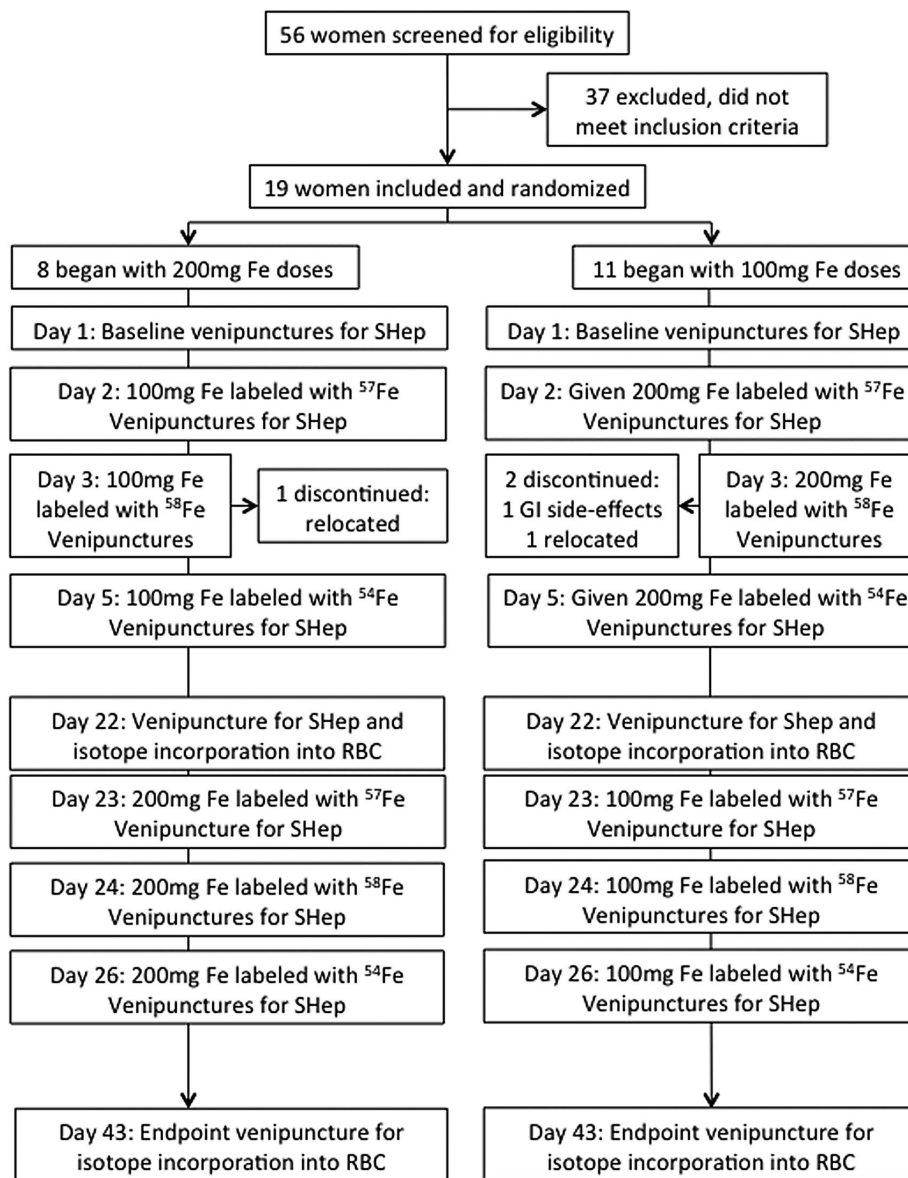 56 women screened for eligibility
37 excluded, did not
meet inclusion criteria
19 women included and randomized
8 began with 200mg Fe doses
Day 1: Baseline venipunctures for SHep
Day 2: 100mg Fe labeled with ⁵⁷Fe
Venipunctures for SHep
Day 3: 100mg Fe
labeled with ⁵⁸Fe
Venipunctures
1 discontinued:
relocated
Day 5: 100mg Fe labeled with ⁵⁴Fe
Venipunctures for SHep
Day 22: Venipuncture for SHep and
isotope incorporation into RBC
Day 23: 200mg Fe labeled with ⁵⁷Fe
Venipuncture for SHep
Day 24: 200mg Fe labeled with ⁵⁸Fe
Venipunctures for SHep
Day 26: 200mg Fe labeled with ⁵⁴Fe
Venipunctures for SHep
Day 43: Endpoint venipuncture for
isotope incorporation into RBC
11 began with 100mg Fe doses
Day 1: Baseline venipunctures for SHep
Day 2: Given 200mg Fe labeled with ⁵⁷Fe
Venipunctures for SHep
2 discontinued:
1 GI side-effects
1 relocated
Day 3: 200mg Fe
labeled with ⁵⁸Fe
Venipunctures
Day 5: Given 200mg Fe labeled with ⁵⁴Fe
Venipunctures for SHep
Day 22: Venipuncture for Shep and
isotope incorporation into RBC
Day 23: 100mg Fe labeled with ⁵⁷Fe
Venipuncture for SHep
Day 24: 100mg Fe labeled with ⁵⁸Fe
Venipunctures for SHep
Day 26: 100mg Fe labeled with ⁵⁴Fe
Venipunctures for SHep
Day 43: Endpoint venipuncture for
isotope incorporation into RBC